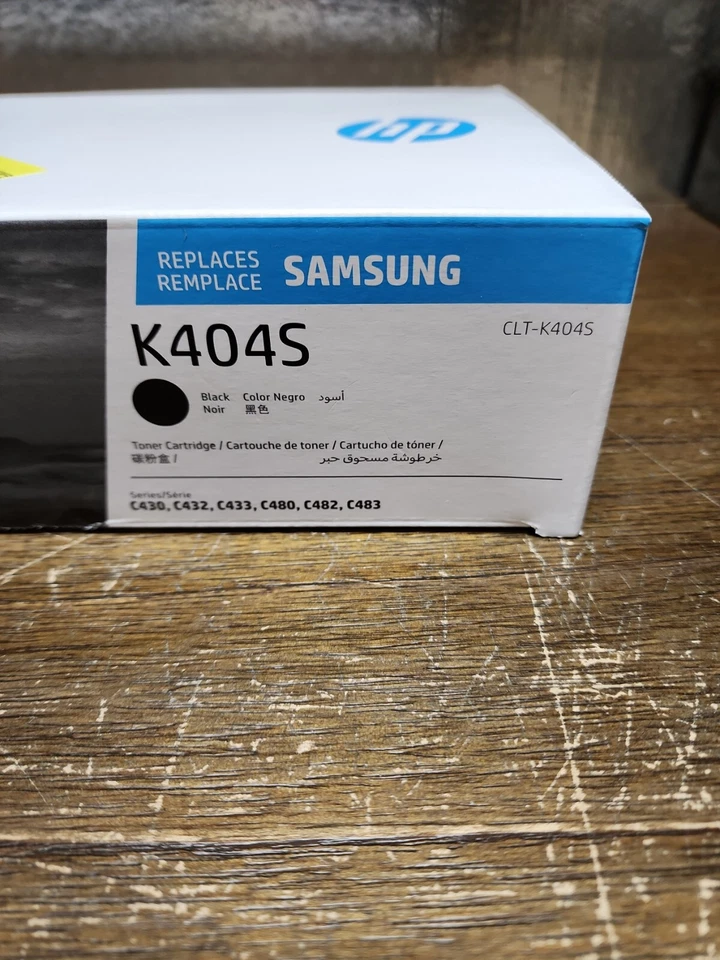 hp
REPLACES
REMPLACE
SAMSUNG
K404S
CLT-K404S
Black Color Negro أسود
Noir 黑色
Toner Cartridge / Cartouche de toner / Cartucho de tóner /
碳粉盒 / خرطوشة مسحوق حبر
Series/Série
C430, C432, C433, C480, C482, C483